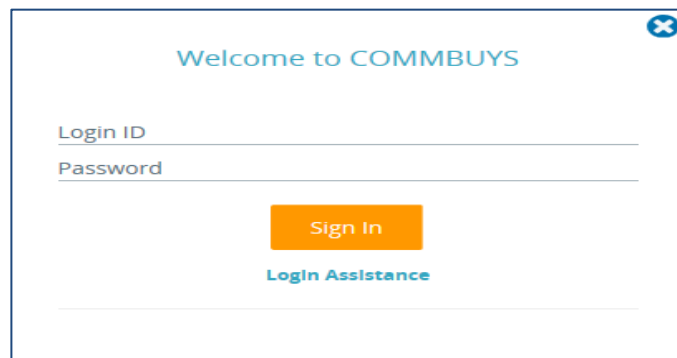 Welcome to COMMBUYS
Login ID
Password
Sign In
Login Assistance